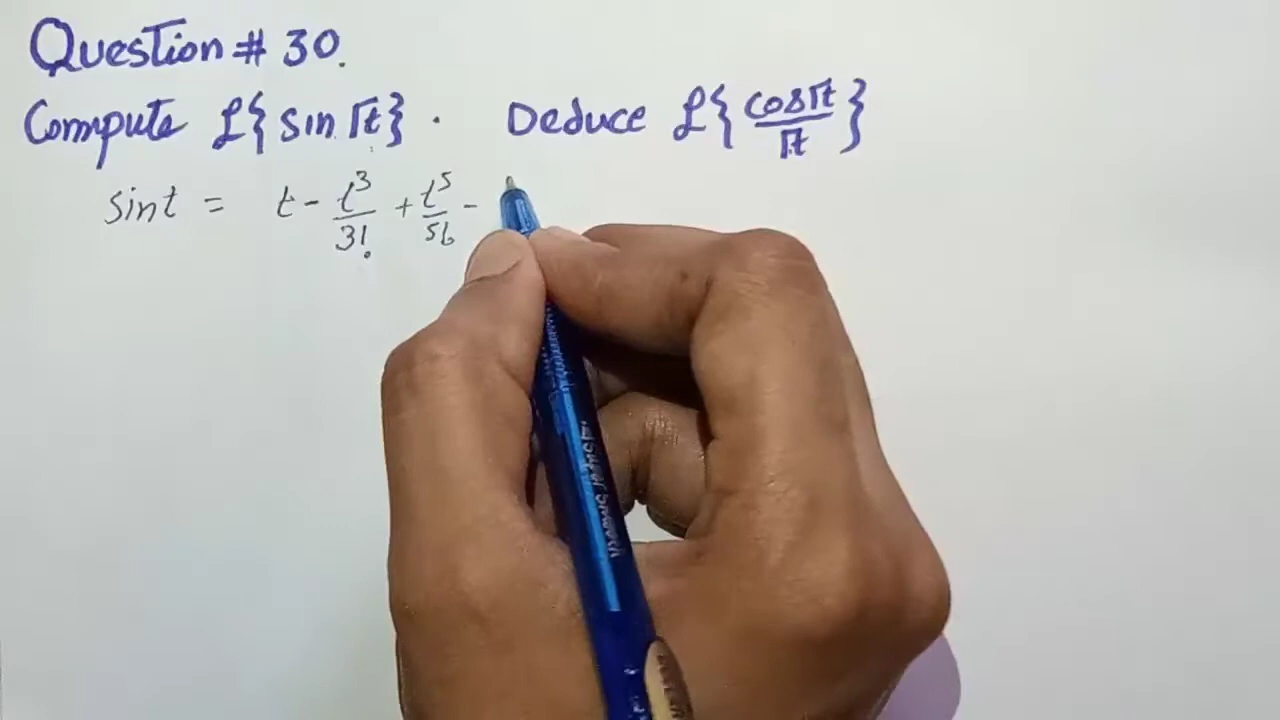 Question # 30.
Compute ℒ{sin √t}. Deduce ℒ{cos√t/√t}
sin t = t - t³/3! + t⁵/5! -